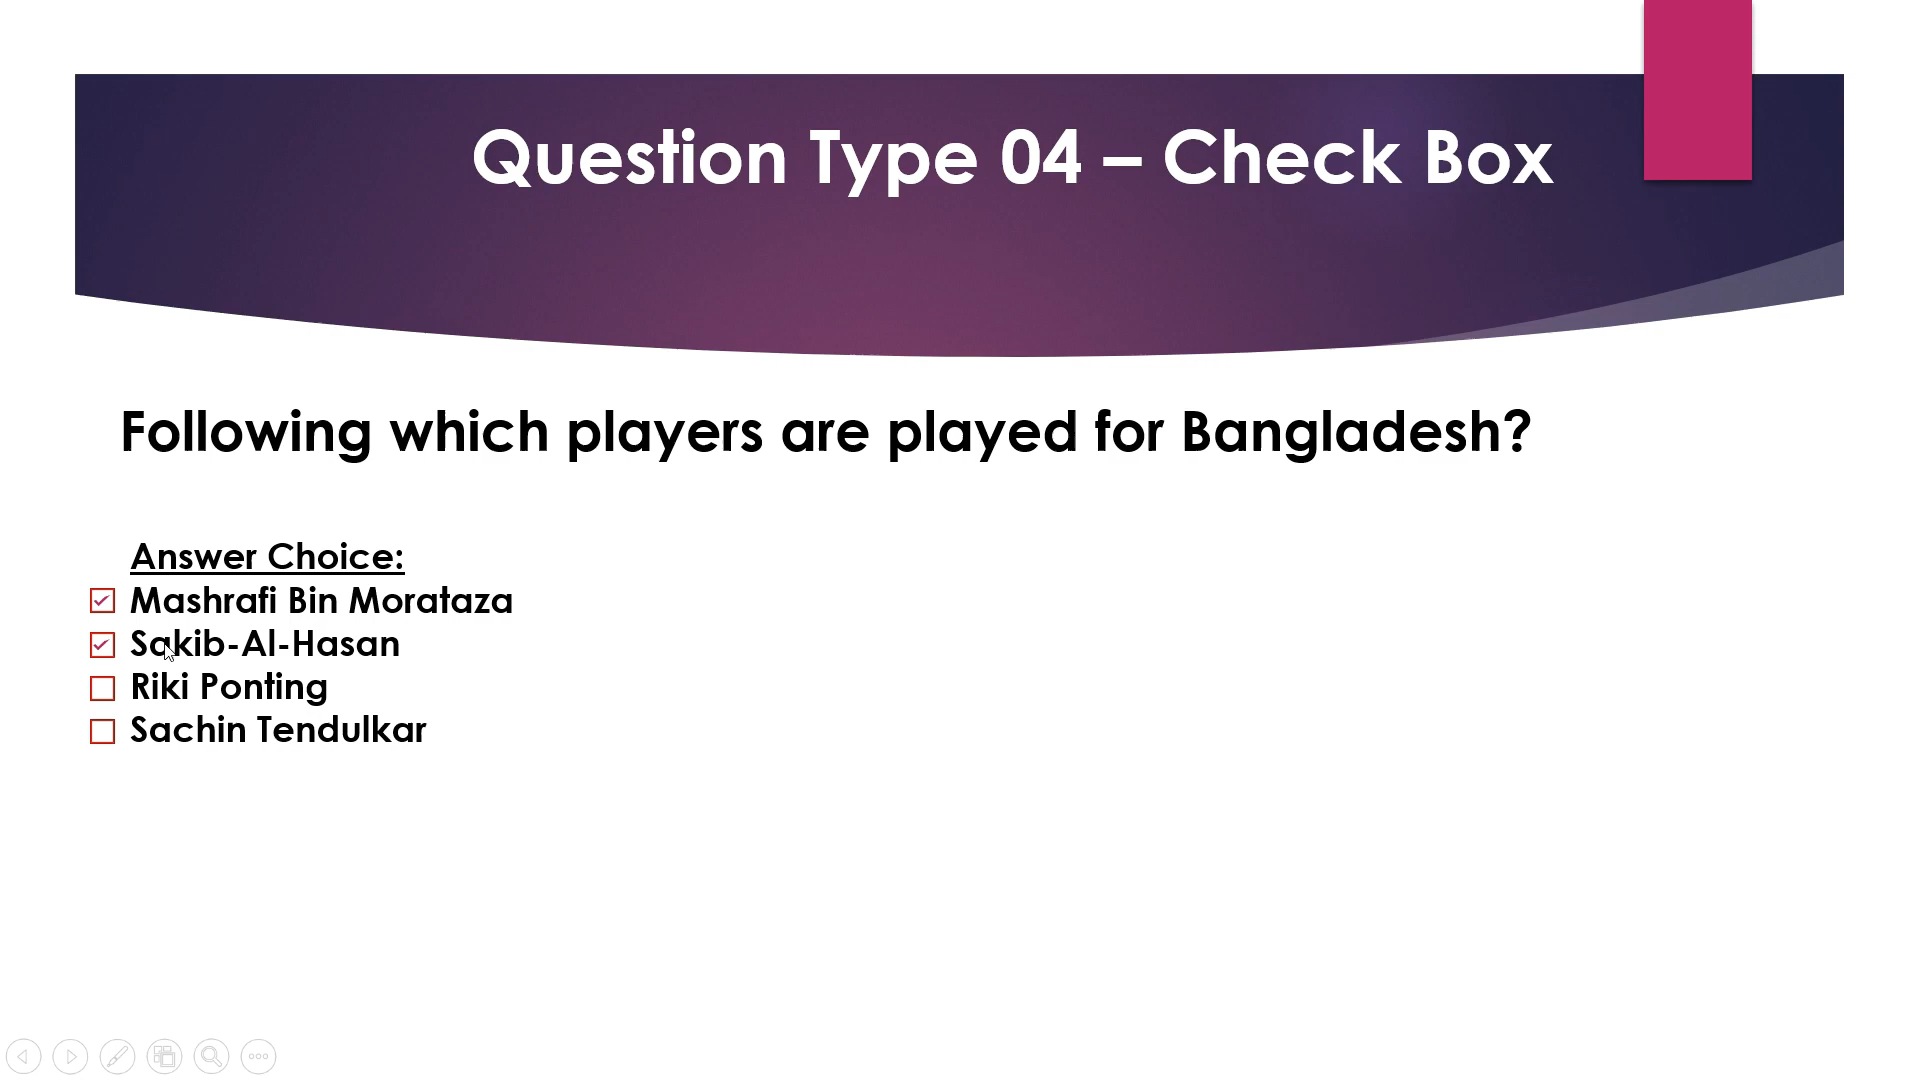 Question Type 04 – Check Box
Following which players are played for Bangladesh?
Answer Choice:
Mashrafi Bin Morataza
Sakib-Al-Hasan
Riki Ponting
Sachin Tendulkar